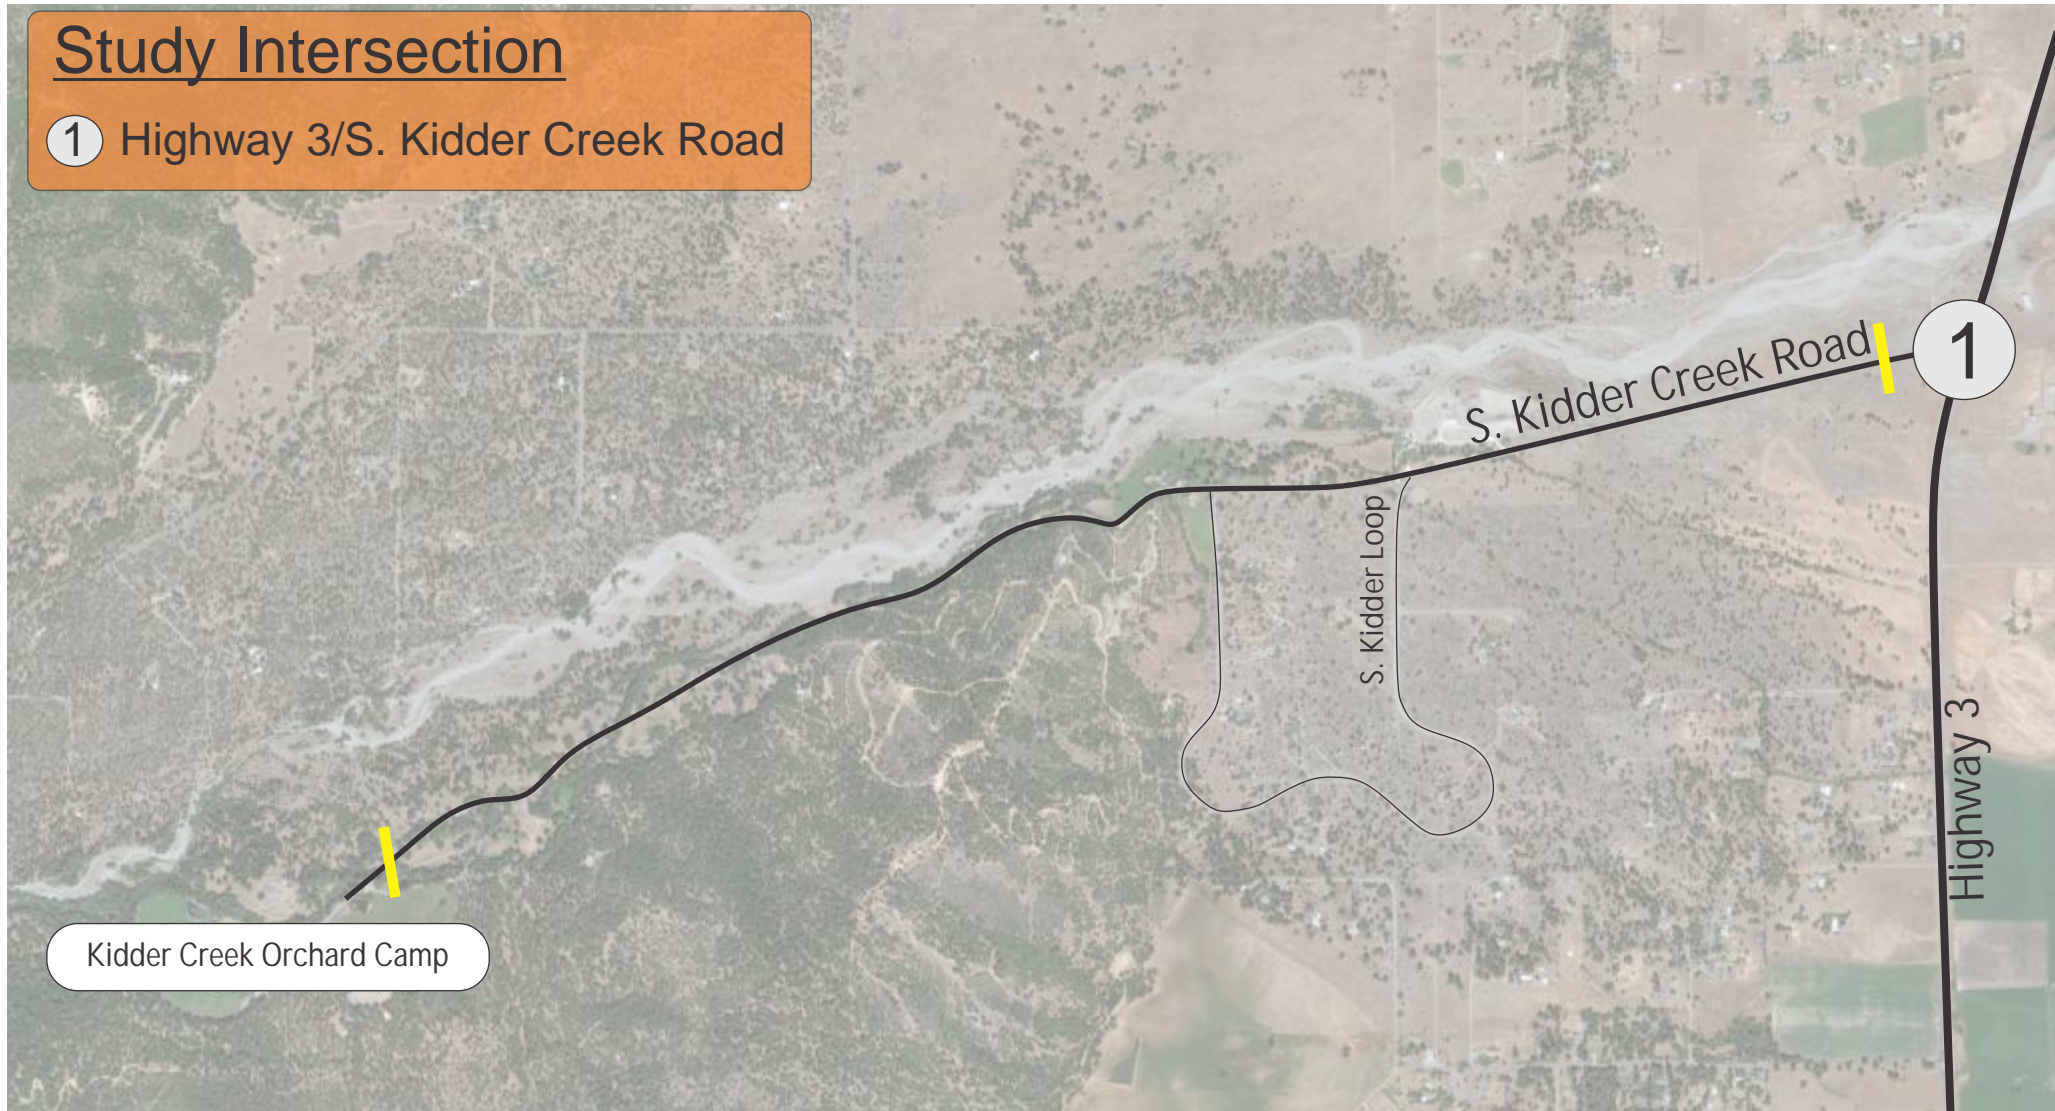 Study Intersection
1 Highway 3/S. Kidder Creek Road
S. Kidder Creek Road
1
S. Kidder Loop
Highway 3
Kidder Creek Orchard Camp